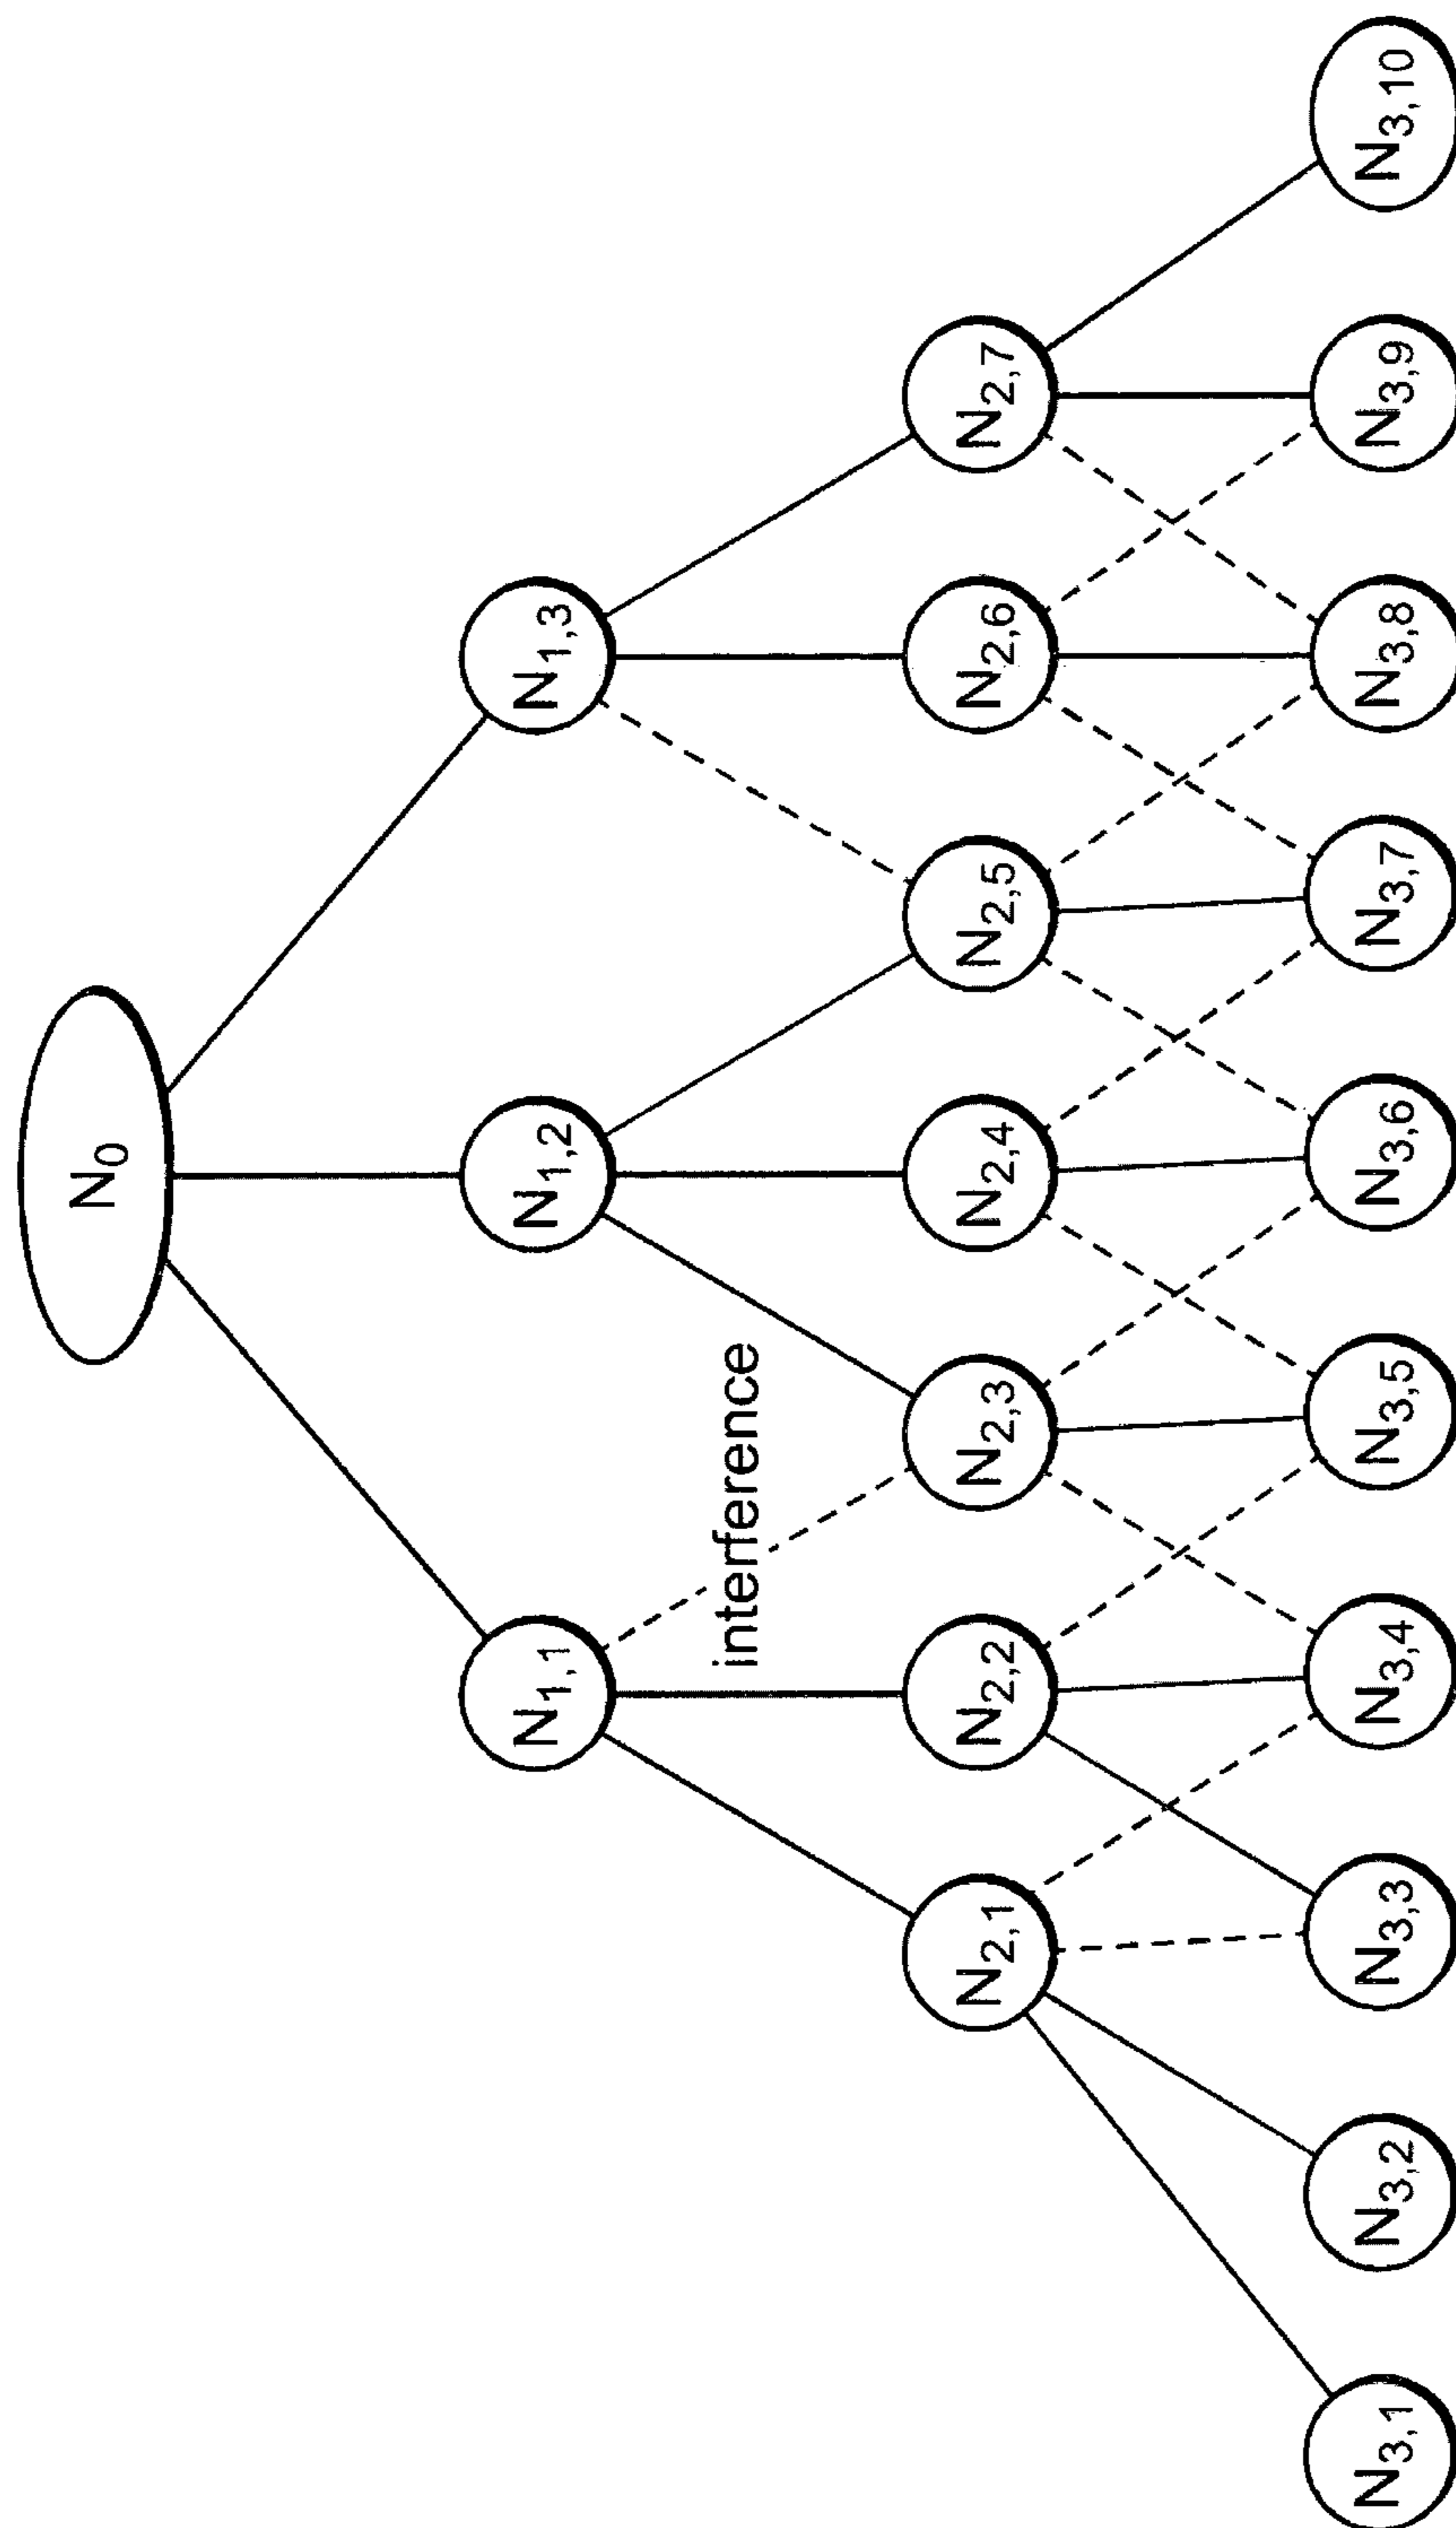 N0
N1,1
N1,2
N1,3
interference
N2,1
N2,2
N2,3
N2,4
N2,5
N2,6
N2,7
N3,1
N3,2
N3,3
N3,4
N3,5
N3,6
N3,7
N3,8
N3,9
N3,10